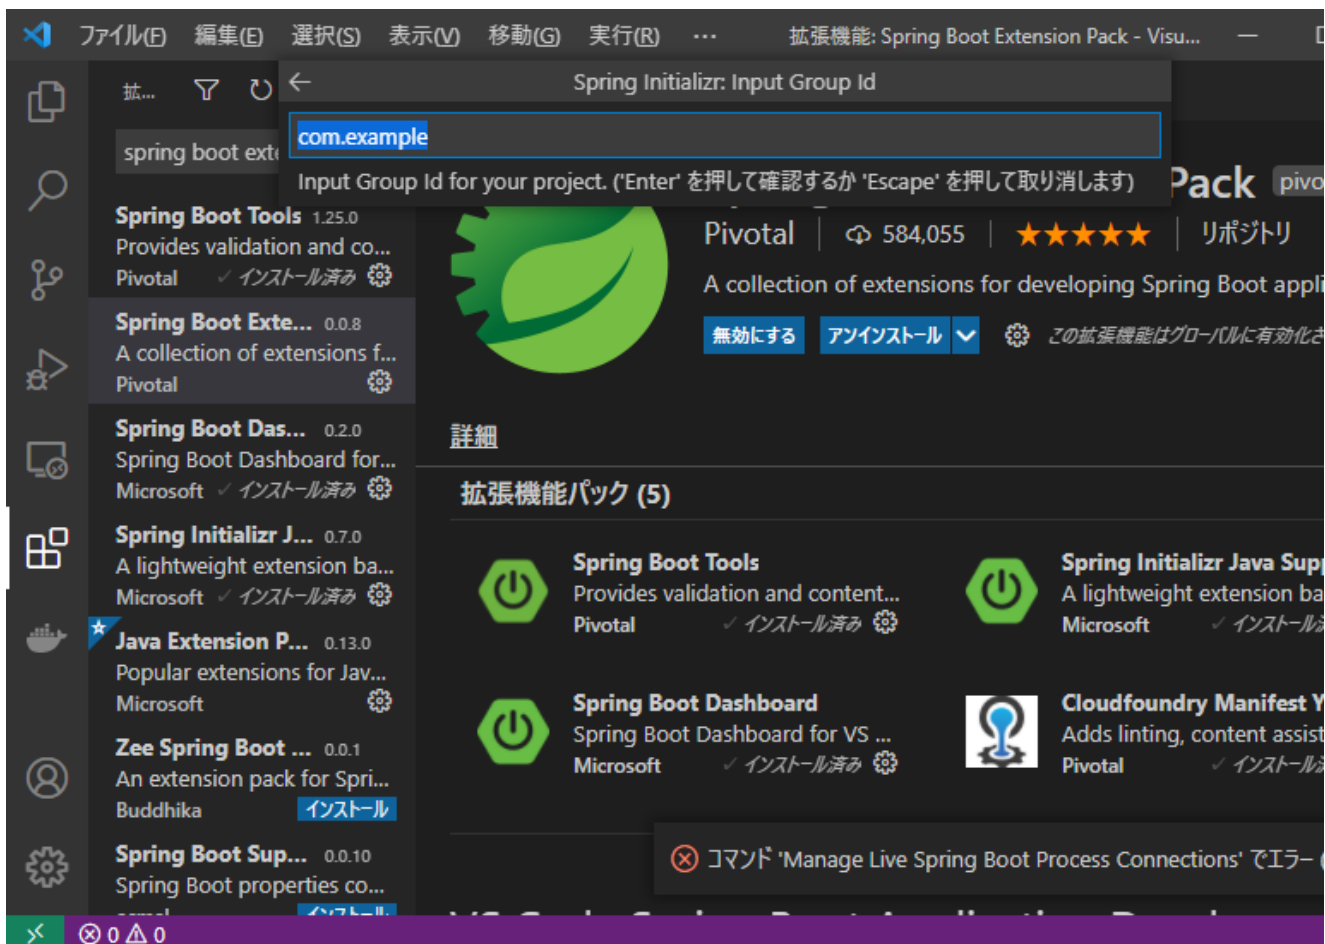 ファイル(F) 編集(E) 選択(S) 表示(V) 移動(G) 実行(R) ··· 拡張機能: Spring Boot Extension Pack - Visu...
拡...
Spring Initializr: Input Group Id
spring boot exte
com.example
Input Group Id for your project. ('Enter' を押して確認するか 'Escape' を押して取り消します)
Spring Boot Tools 1.25.0
Provides validation and co...
Pivotal ✓ インストール済み
Spring Boot Exte... 0.0.8
A collection of extensions f...
Pivotal
Spring Boot Das... 0.2.0
Spring Boot Dashboard for...
Microsoft ✓ インストール済み
Spring Initializr J... 0.7.0
A lightweight extension ba...
Microsoft ✓ インストール済み
Java Extension P... 0.13.0
Popular extensions for Jav...
Microsoft
Zee Spring Boot ... 0.0.1
An extension pack for Spri...
Buddhika インストール
Spring Boot Sup... 0.0.10
Spring Boot properties co...
インストール
Pack pivo
Pivotal 584,055 ★★★★★ リポジトリ
A collection of extensions for developing Spring Boot appli
無効にする アンインストール この拡張機能はグローバルに有効化さ
詳細
拡張機能パック (5)
Spring Boot Tools
Provides validation and content...
Pivotal ✓ インストール済み
Spring Initializr Java Supp
A lightweight extension ba
Microsoft ✓ インストール済
Spring Boot Dashboard
Spring Boot Dashboard for VS ...
Microsoft ✓ インストール済み
Cloudfoundry Manifest Y
Adds linting, content assist
Pivotal ✓ インストール済
コマンド 'Manage Live Spring Boot Process Connections' でエラー (
0 0